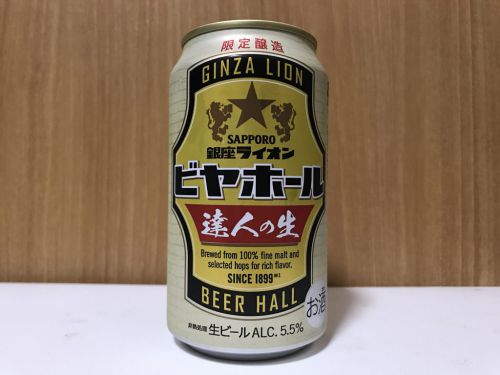 限定醸造
GINZA LION
SAPPORO
銀座ライオン
ビヤホール
達人の生
Brewed from 100% fine malt and
selected hops for rich flavor.
SINCE 1899※1
BEER HALL
お酒
非熱処理 生ビール ALC. 5.5%